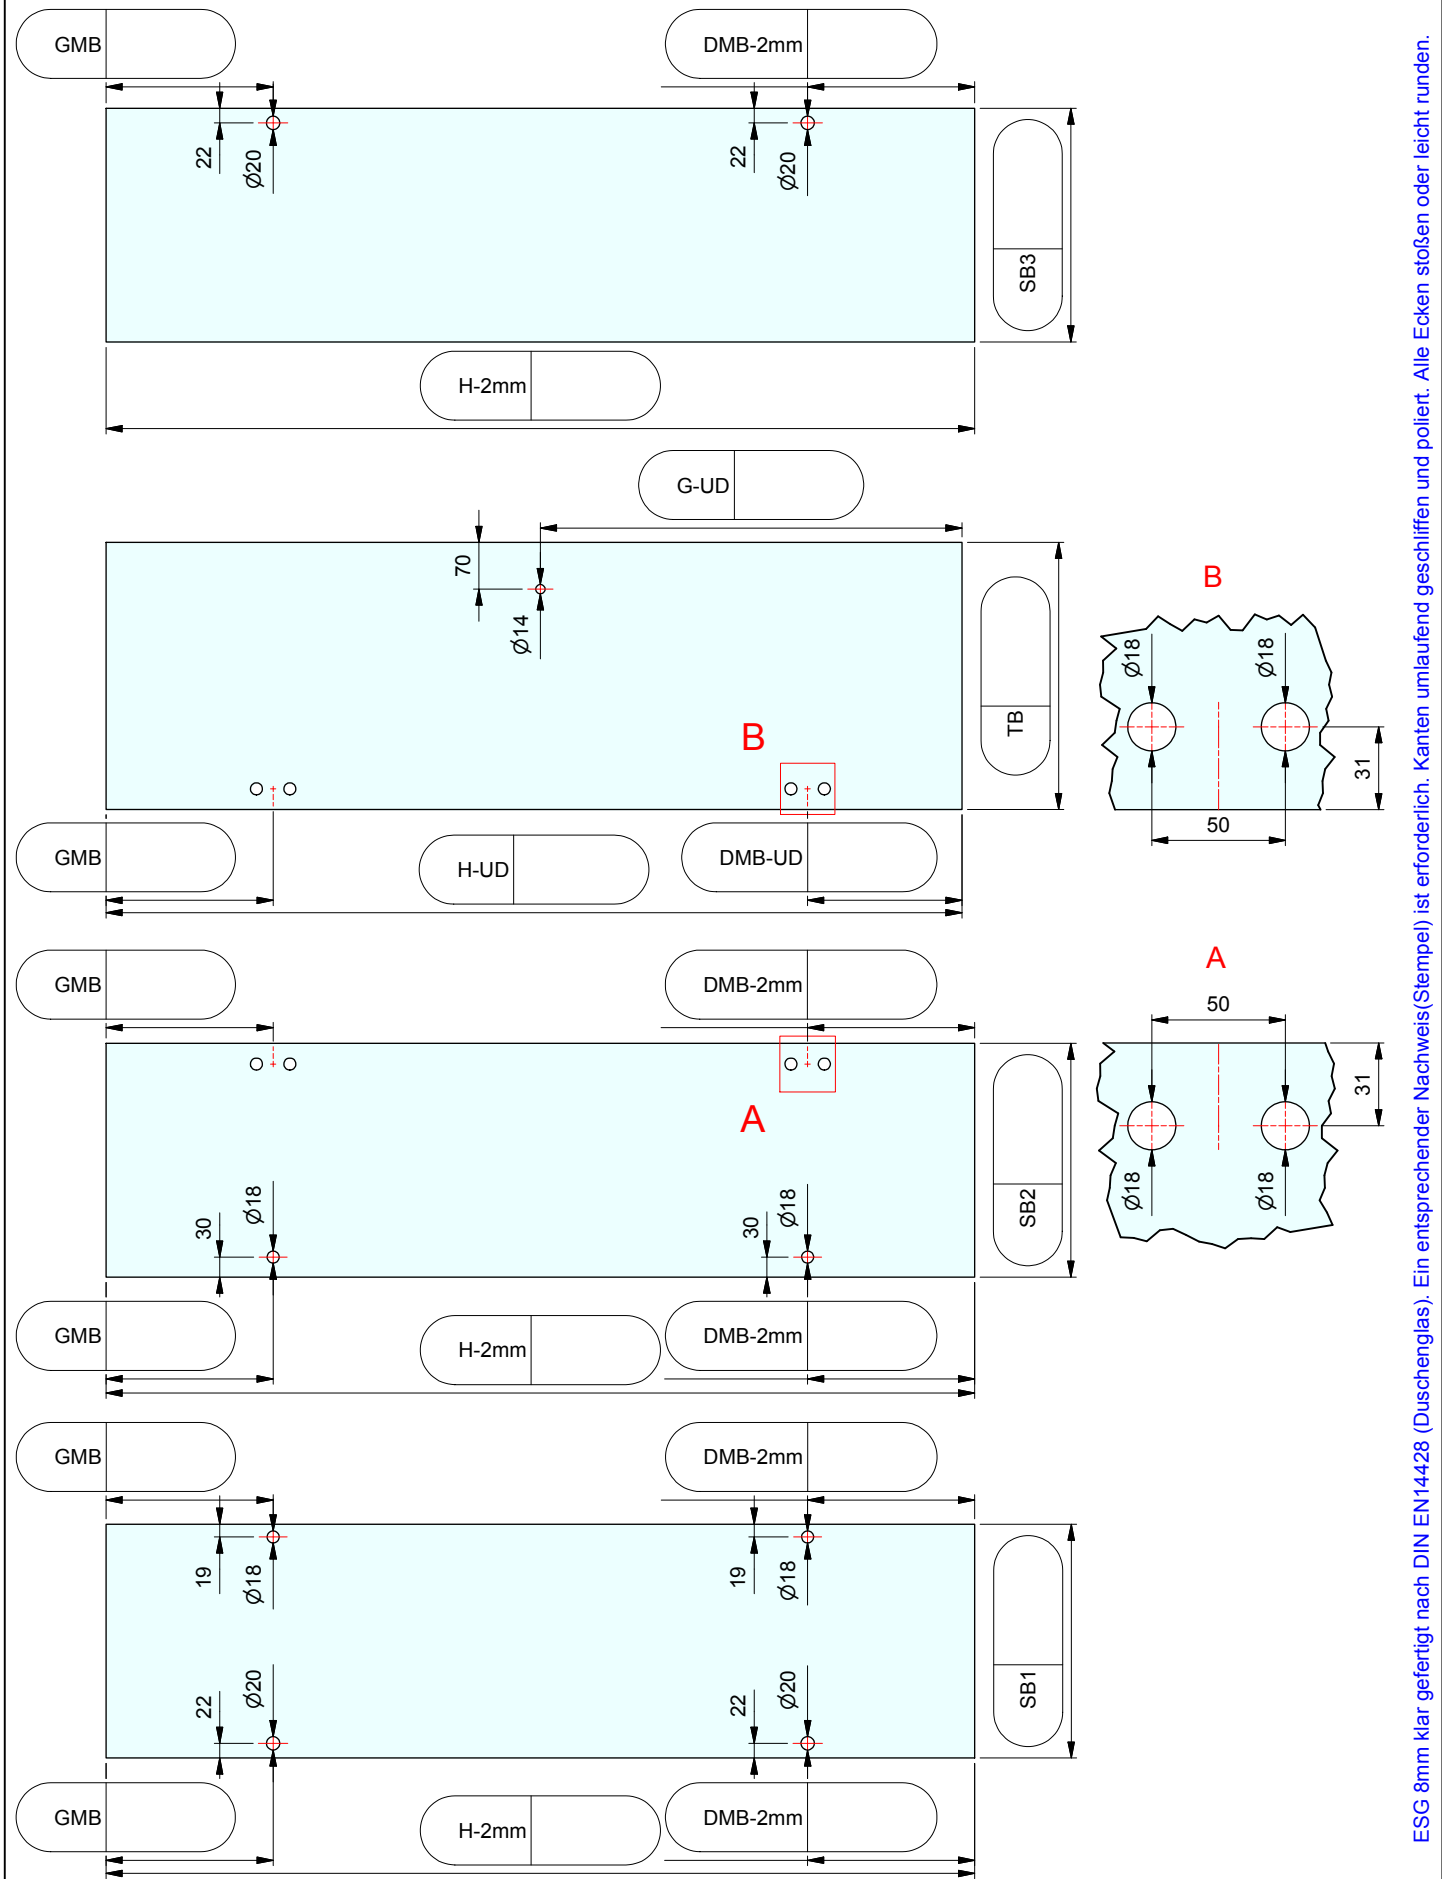 GMB
DMB-2mm
22
Ø20
22
Ø20
SB3
H-2mm
G-UD
70
Ø14
TB
B
GMB
H-UD
DMB-UD
B
Ø18
Ø18
31
50
GMB
DMB-2mm
A
30
Ø18
30
Ø18
SB2
GMB
H-2mm
DMB-2mm
A
50
31
Ø18
Ø18
GMB
DMB-2mm
19
Ø18
19
Ø18
22
Ø20
22
Ø20
SB1
GMB
H-2mm
DMB-2mm
ESG 8mm klar gefertigt nach DIN EN14428 (Duschenglas). Ein entsprechender Nachweis(Stempel) ist erforderlich. Kanten umlaufend geschliffen und poliert. Alle Ecken stoßen oder leicht runden.